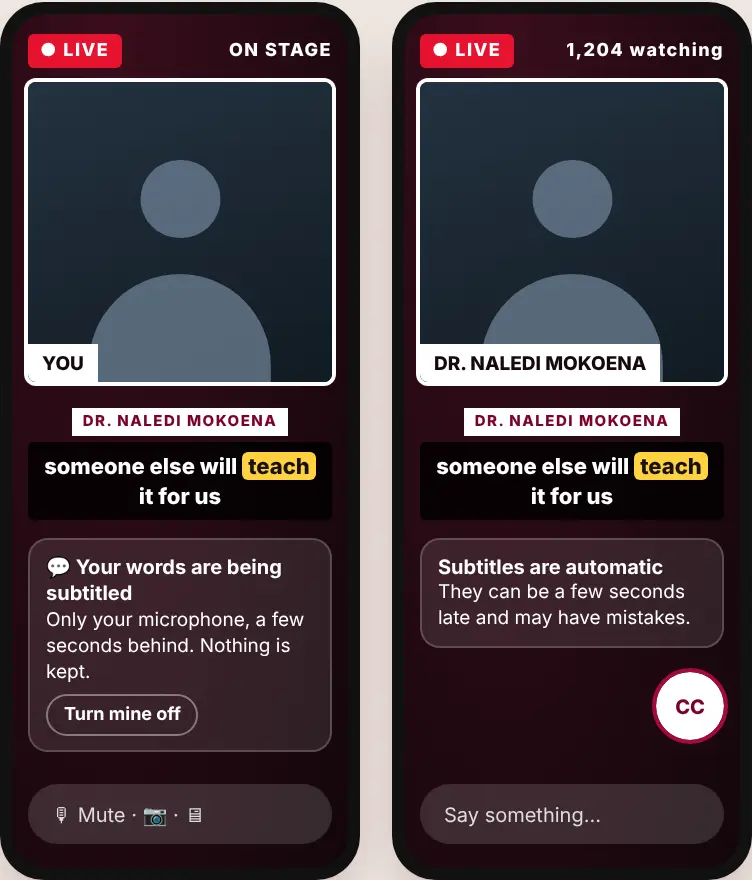 LIVE
ON STAGE
YOU
DR. NALEDI MOKOENA
someone else will teach
it for us
💬 Your words are being
subtitled
Only your microphone, a few
seconds behind. Nothing is
kept.
Turn mine off
🎙 Mute · 📷 · 🖥
LIVE
1,204 watching
DR. NALEDI MOKOENA
DR. NALEDI MOKOENA
someone else will teach
it for us
Subtitles are automatic
They can be a few seconds
late and may have mistakes.
CC
Say something...